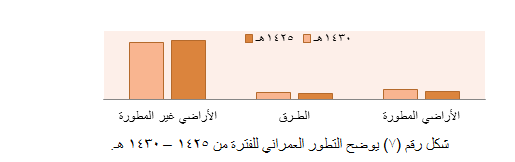 ١٤٢٥هـ ١٤٣٠هـ
الأراضي المطورة الطرق الأراضي غير المطورة
شكل رقم (٧) يوضح التطور العمراني للفترة من ١٤٢٥ – ١٤٣٠ هـ.